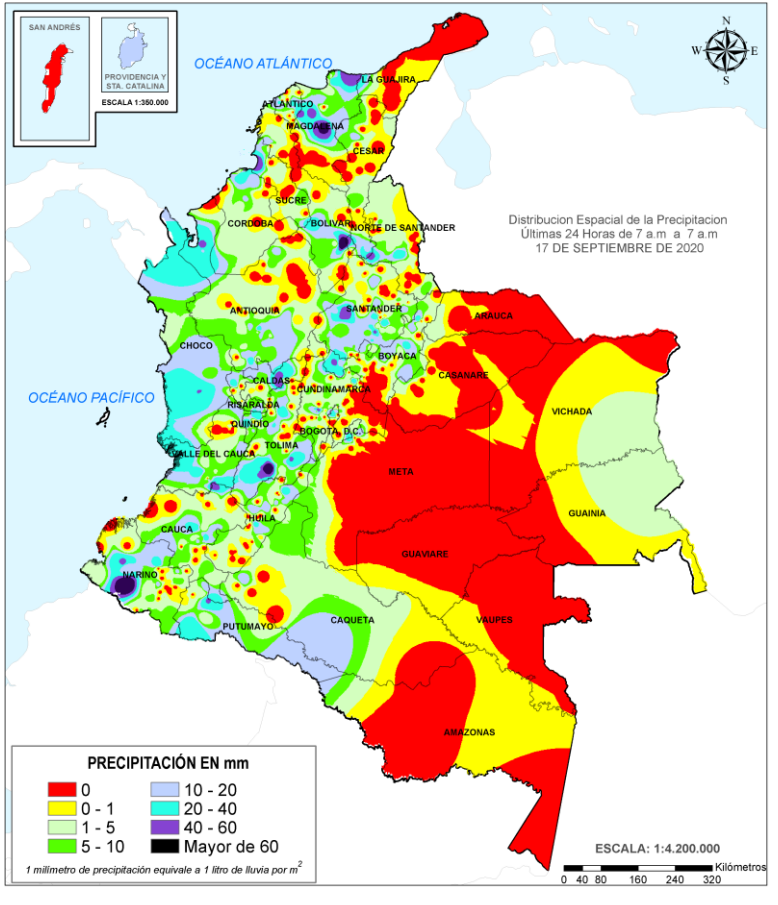 SAN ANDRÉS
PROVIDENCIA Y
STA. CATALINA
ESCALA 1:350.000
OCÉANO ATLÁNTICO
N
W
E
S
LA GUAJIRA
ATLANTICO
MAGDALENA
CESAR
SUCRE
CORDOBA
BOLIVAR
NORTE DE SANTANDER
Distribucion Espacial de la Precipitacion
Últimas 24 Horas de 7 a.m a 7 a.m
17 DE SEPTIEMBRE DE 2020
ANTIOQUIA
SANTANDER
ARAUCA
CHOCO
BOYACA
CASANARE
CALDAS
CUNDINAMARCA
OCÉANO PACÍFICO
RISARALDA
VICHADA
QUINDIO
BOGOTA, D.C.
TOLIMA
VALLE DEL CAUCA
META
GUAINIA
HUILA
CAUCA
GUAVIARE
NARIÑO
CAQUETA
VAUPES
PUTUMAYO
AMAZONAS
PRECIPITACIÓN EN mm
0
0 - 1
1 - 5
5 - 10
10 - 20
20 - 40
40 - 60
Mayor de 60
1 milimetro de precipitación equivale a 1 litro de lluvia por m2
ESCALA: 1:4.200.000
Kilómetros
0 40 80 160 240 320